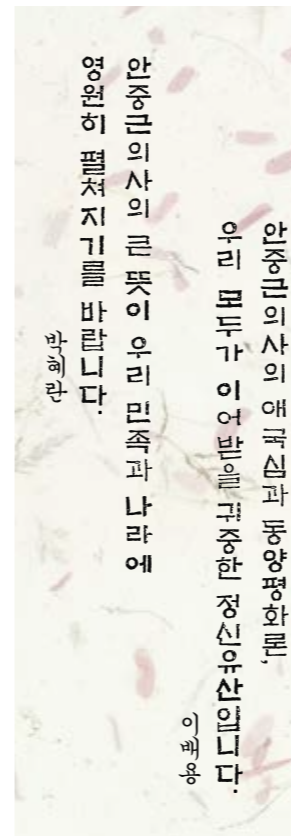 안중근의사의 애국심과 동양평화론,
우리 모두가 이어받을 귀중한 정신유산입니다.
이배용
안중근의사의 큰 뜻이 우리 민족과 나라에
영원히 펼쳐지기를 바랍니다.
박혜란